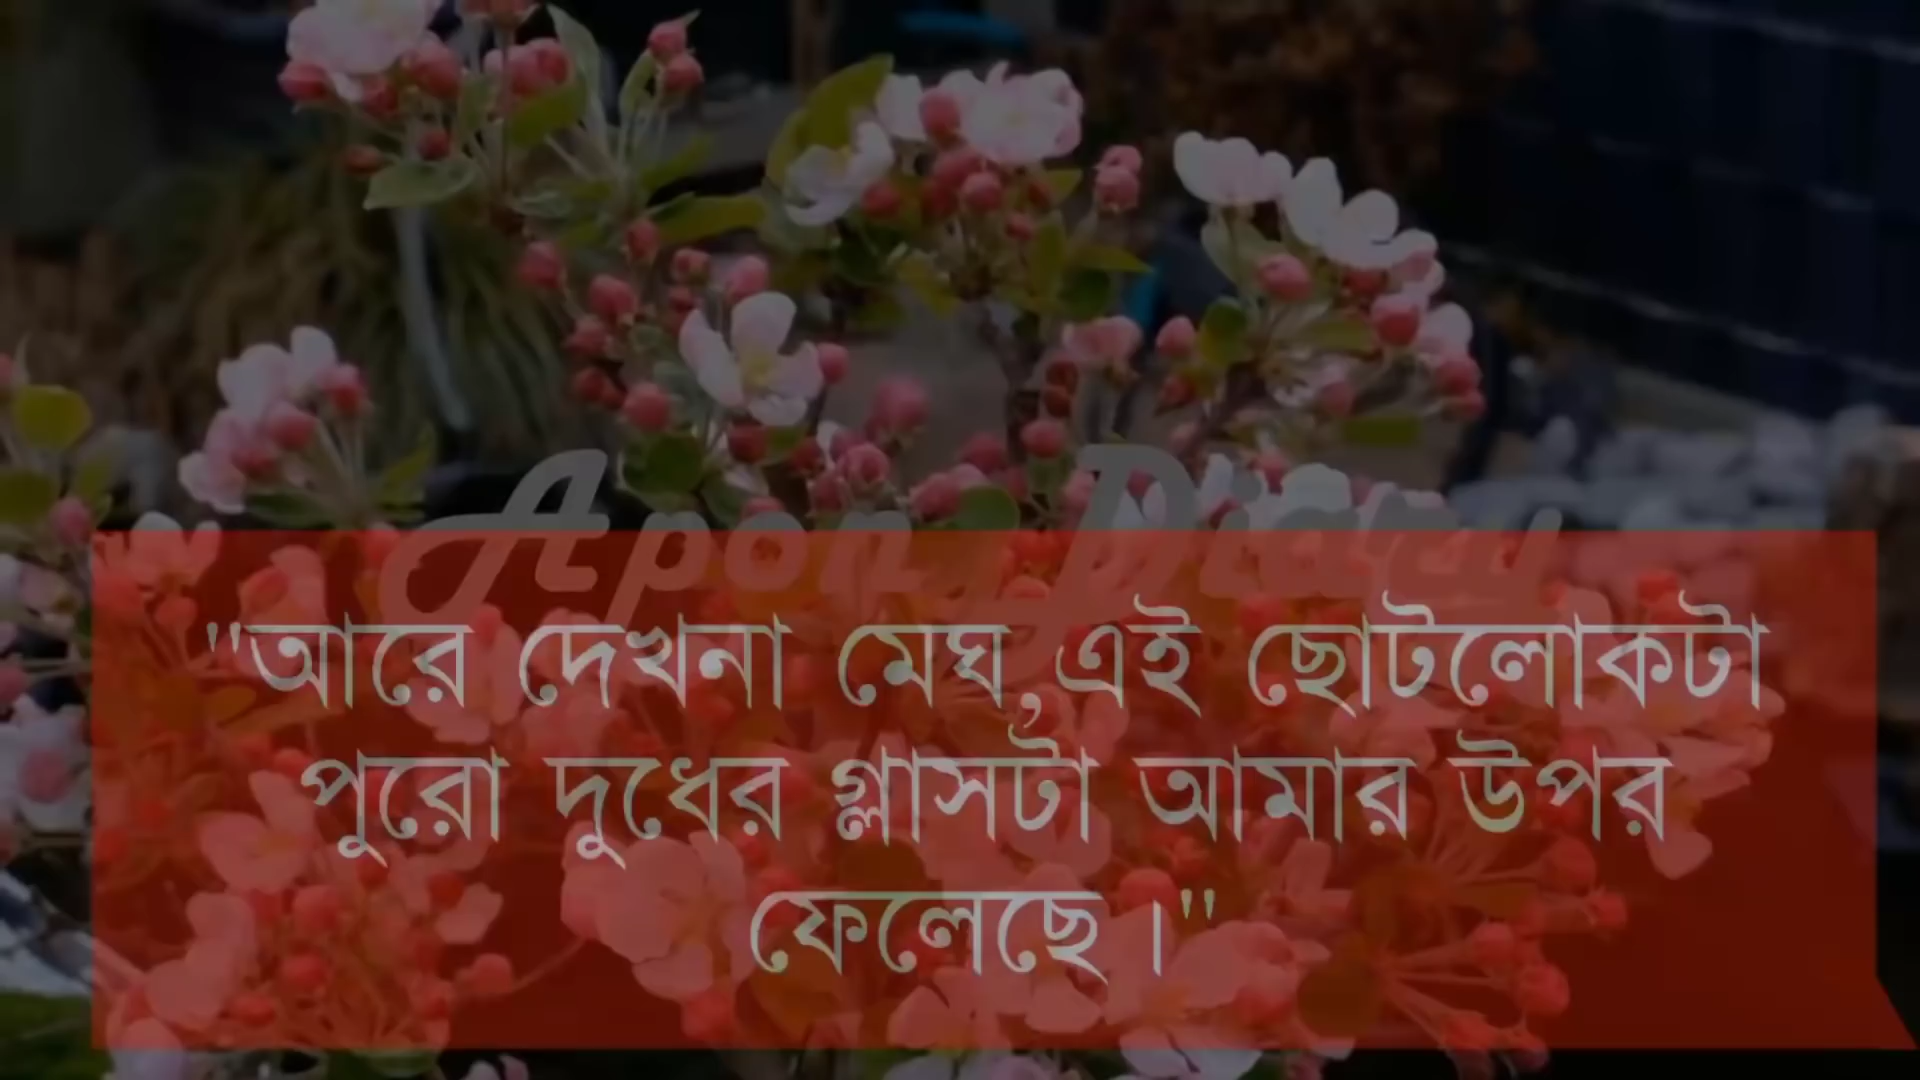 Apon Diary
"আরে দেখনা মেঘ,এই ছোটলোকটা
পুরো দুধের গ্লাসটা আমার উপর
ফেলেছে।"